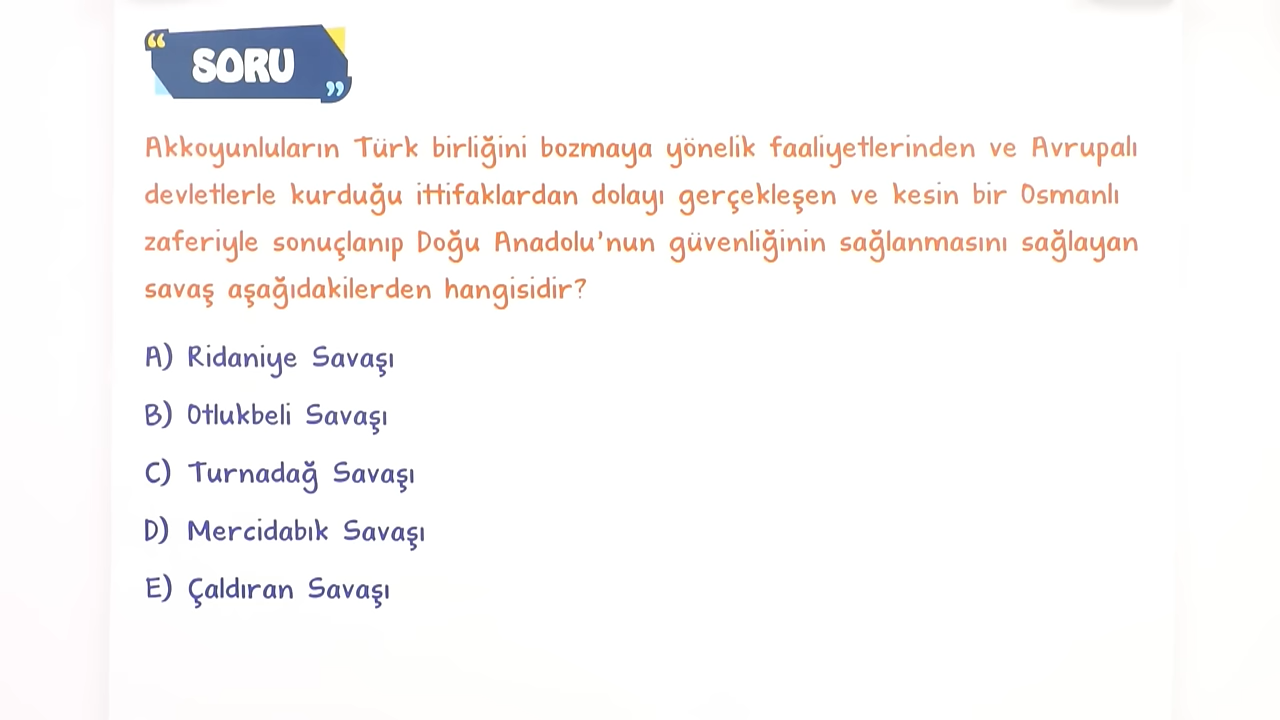 “ SORU ”
Akkoyunluların Türk birliğini bozmaya yönelik faaliyetlerinden ve Avrupalı
devletlerle kurduğu ittifaklardan dolayı gerçekleşen ve kesin bir Osmanlı
zaferiyle sonuçlanıp Doğu Anadolu'nun güvenliğinin sağlanmasını sağlayan
savaş aşağıdakilerden hangisidir?
A) Ridaniye Savaşı
B) Otlukbeli Savaşı
C) Turnadağ Savaşı
D) Mercidabık Savaşı
E) Çaldıran Savaşı